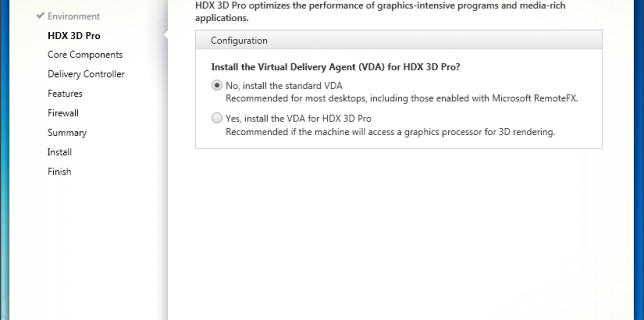 Environment
HDX 3D Pro
Core Components
Delivery Controller
Features
Firewall
Summary
Install
Finish
HDX 3D Pro optimizes the performance of graphics-intensive programs and media-rich
applications.
Configuration
Install the Virtual Delivery Agent (VDA) for HDX 3D Pro?
No, install the standard VDA
Recommended for most desktops, including those enabled with Microsoft RemoteFX.
Yes, install the VDA for HDX 3D Pro
Recommended if the machine will access a graphics processor for 3D rendering.